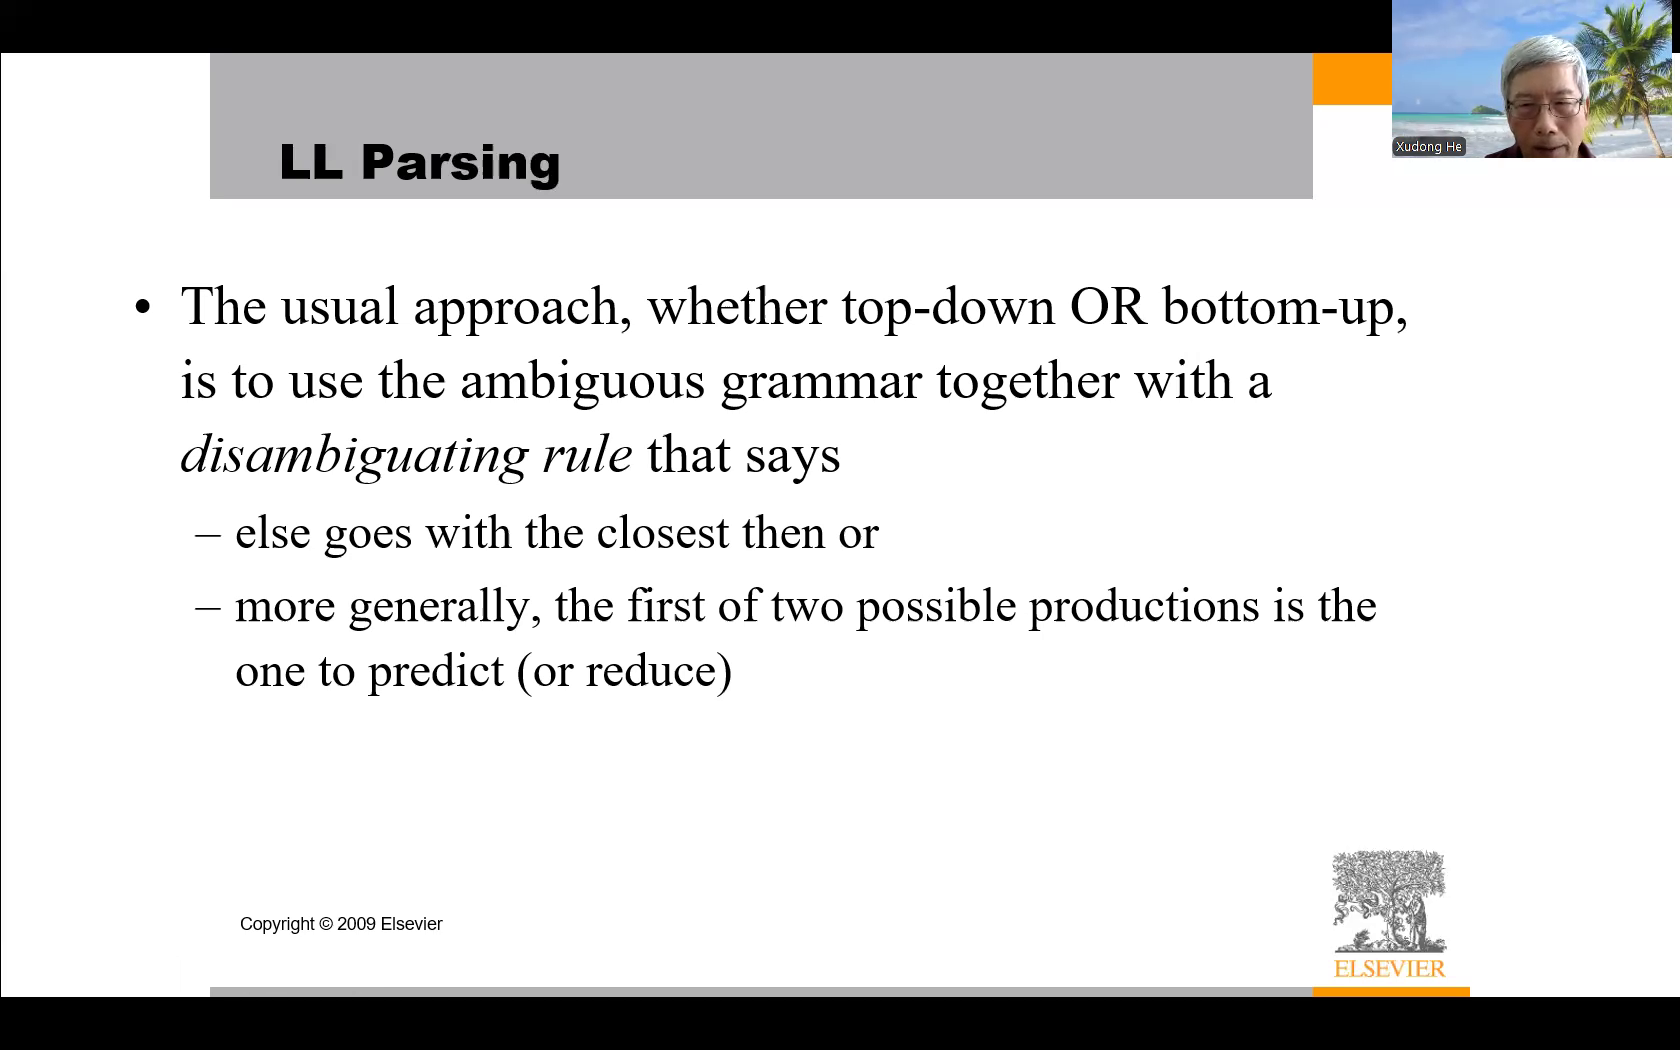 Xudong He
LL Parsing
• The usual approach, whether top-down OR bottom-up,
is to use the ambiguous grammar together with a
disambiguating rule that says
– else goes with the closest then or
– more generally, the first of two possible productions is the
one to predict (or reduce)
Copyright © 2009 Elsevier
ELSEVIER